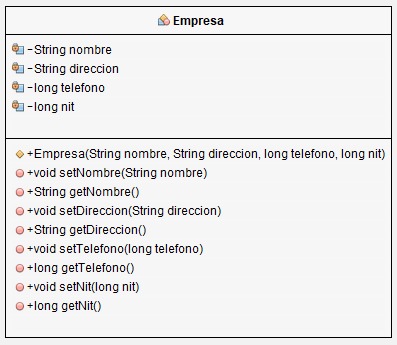 Empresa
-String nombre
-String direccion
-long telefono
-long nit
+Empresa(String nombre, String direccion, long telefono, long nit)
+void setNombre(String nombre)
+String getNombre()
+void setDireccion(String direccion)
+String getDireccion()
+void setTelefono(long telefono)
+long getTelefono()
+void setNit(long nit)
+long getNit()